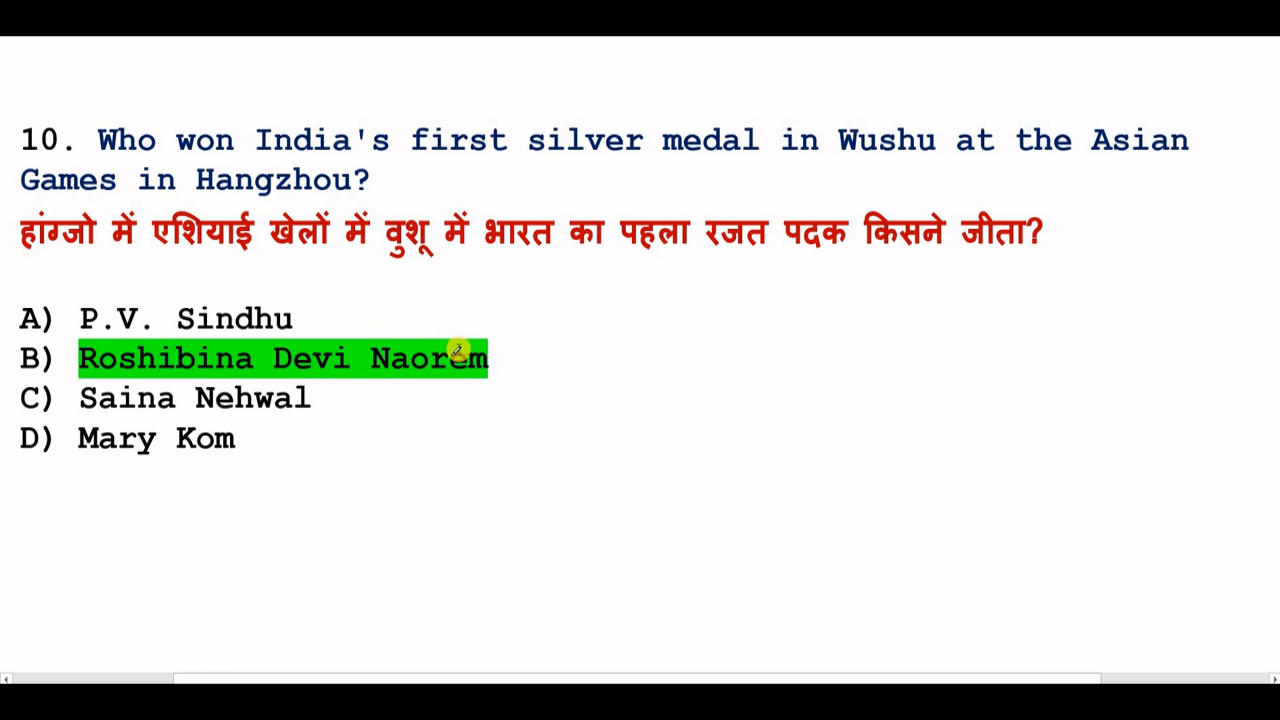 10. Who won India's first silver medal in Wushu at the Asian
Games in Hangzhou?
हांग्जो में एशियाई खेलों में वुशू में भारत का पहला रजत पदक किसने जीता?
A) P.V. Sindhu
B) Roshibina Devi Naorem
C) Saina Nehwal
D) Mary Kom